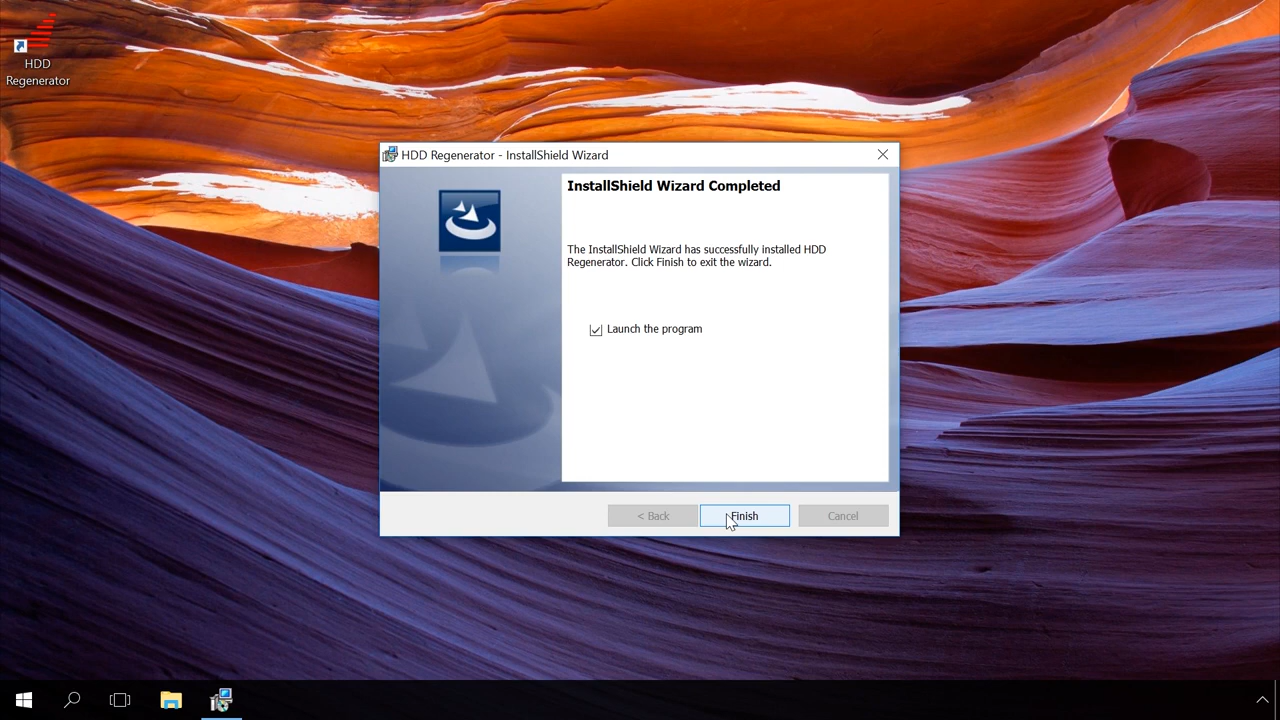 HDD
Regenerator
HDD Regenerator - InstallShield Wizard
InstallShield Wizard Completed
The InstallShield Wizard has successfully installed HDD
Regenerator. Click Finish to exit the wizard.
Launch the program
< Back
Finish
Cancel